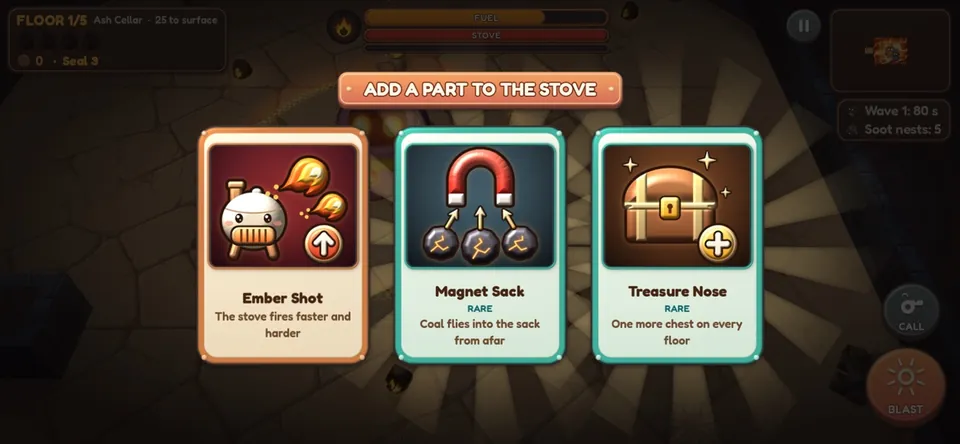 FLOOR 1/5 Ash Cellar · 25 to surface
0 · Seal 3
FUEL
STOVE
Wave 1: 80 s
Soot nests: 5
ADD A PART TO THE STOVE
Ember Shot
The stove fires faster and
harder
Magnet Sack
RARE
Coal flies into the sack
from afar
Treasure Nose
RARE
One more chest on every
floor
CALL
BLAST